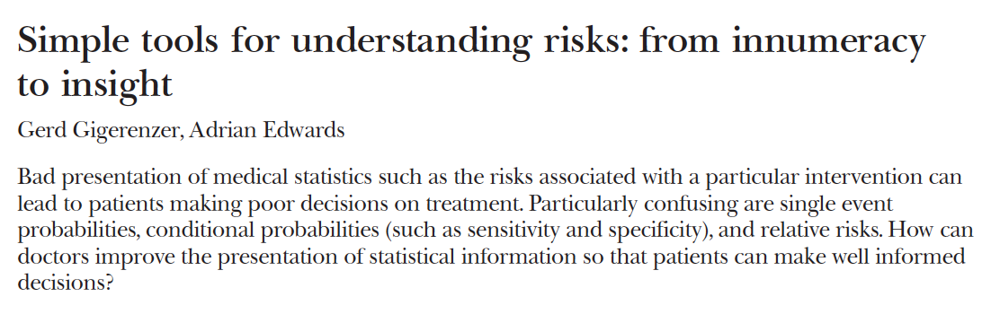 Simple tools for understanding risks: from innumeracy
to insight
Gerd Gigerenzer, Adrian Edwards
Bad presentation of medical statistics such as the risks associated with a particular intervention can
lead to patients making poor decisions on treatment. Particularly confusing are single event
probabilities, conditional probabilities (such as sensitivity and specificity), and relative risks. How can
doctors improve the presentation of statistical information so that patients can make well informed
decisions?